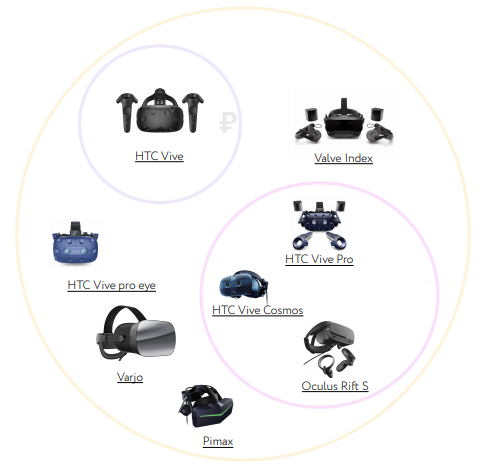 ₽
HTC Vive
Valve Index
HTC Vive Pro
HTC Vive pro eye
HTC Vive Cosmos
Varjo
Oculus Rift S
Pimax